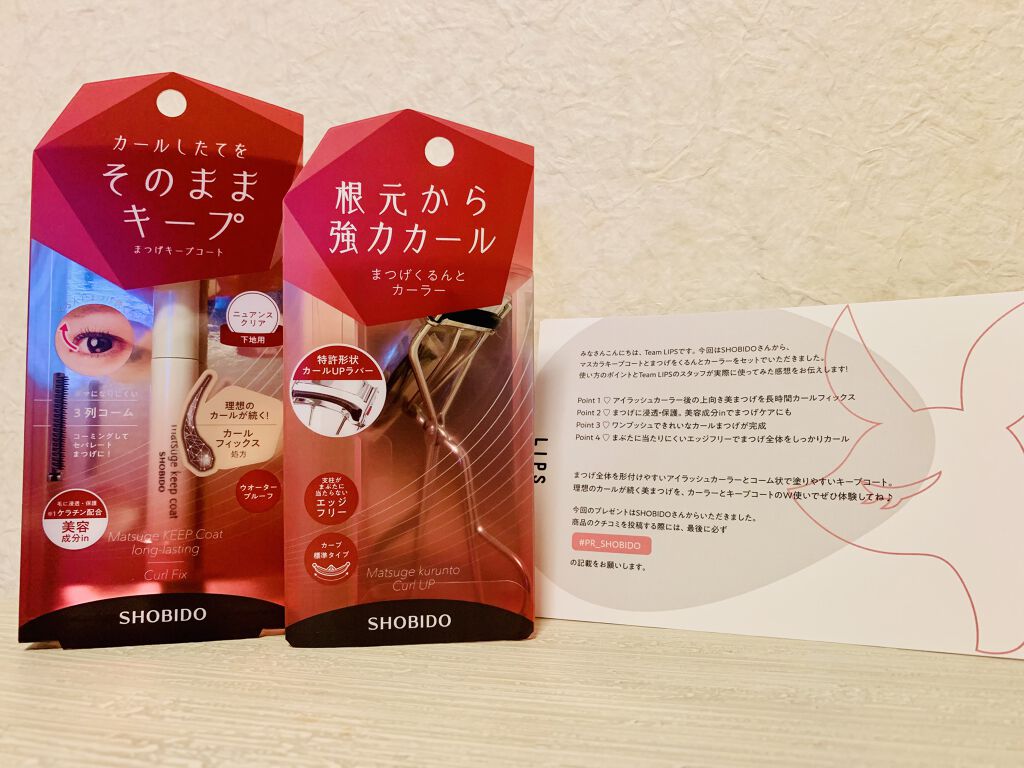 カールしたてを
そのまま
キープ
まつげキープコート
ニュアンス
クリア
下地用
3列コーム
コーミングして
セパレート
まつげに!
理想の
カールが続く!
カール
フィックス
処方
ウォーター
プルーフ
matsuge keep coat
SHOBIDO
毛に浸透・保護
※1ケラチン配合
美容
成分in
Matsuge KEEP Coat
long-lasting
Curl Fix
SHOBIDO
根元から
強力カール
まつげくるんと
カーラー
特許形状
カールUPラバー
支柱が
まぶたに
当たらない
エッジ
フリー
カーブ
標準タイプ
Matsuge kurunto
Curl UP
SHOBIDO
LIPS
みなさんこんにちは、Team LIPSです。今回はSHOBIDOさんから、
マスカラキープコートとまつげをくるんとカーラーをセットでいただきました。
使い方のポイントとTeam LIPSのスタッフが実際に使ってみた感想をお伝えします!
Point 1 ♡ アイラッシュカーラー後の上向き美まつげを長時間カールフィックス
Point 2 ♡ まつげに浸透・保護。美容成分inでまつげケアにも
Point 3 ♡ ワンプッシュできれいなカールまつげが完成
Point 4 ♡ まぶたに当たりにくいエッジフリーでまつげ全体をしっかりカール
まつげ全体を形付けやすいアイラッシュカーラーとコーム状で塗りやすいキープコート。
理想のカールが続く美まつげを、カーラーとキープコートのW使いでぜひ体験してね♪
今回のプレゼントはSHOBIDOさんからいただきました。
商品のクチコミを投稿する際には、最後に必ず
#PR_SHOBIDO
の記載をお願いします。